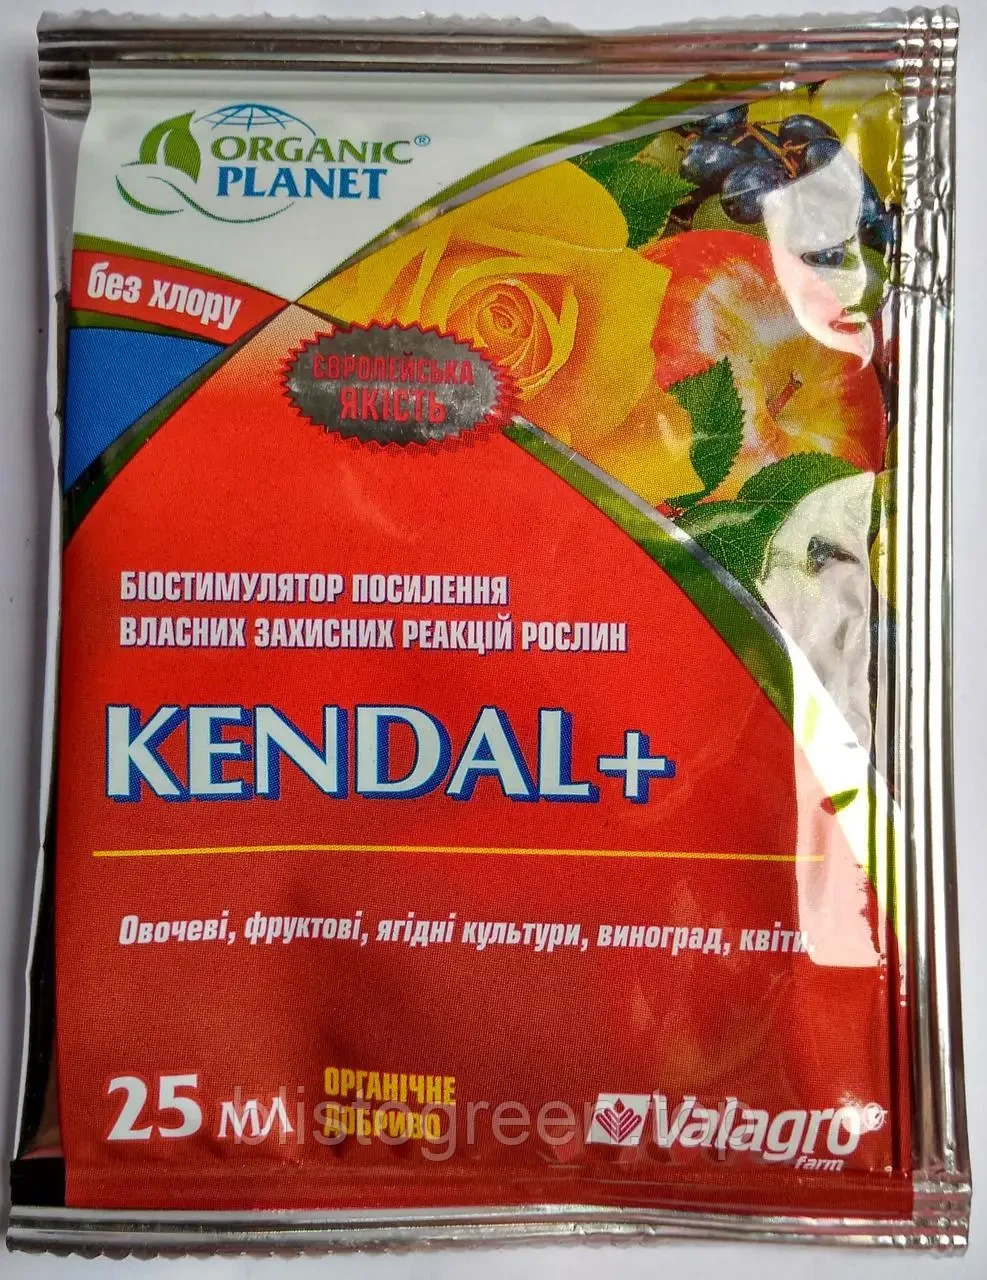 ORGANIC®
PLANET
без хлору
ЄВРОПЕЙСЬКА
ЯКІСТЬ
БІОСТИМУЛЯТОР ПОСИЛЕННЯ
ВЛАСНИХ ЗАХИСНИХ РЕАКЦІЙ РОСЛИН
KENDAL+
Овочеві, фруктові, ягідні культури, виноград, квіти.
25 мл
ОРГАНІЧНЕ
ДОБРИВО
Valagro®
farm